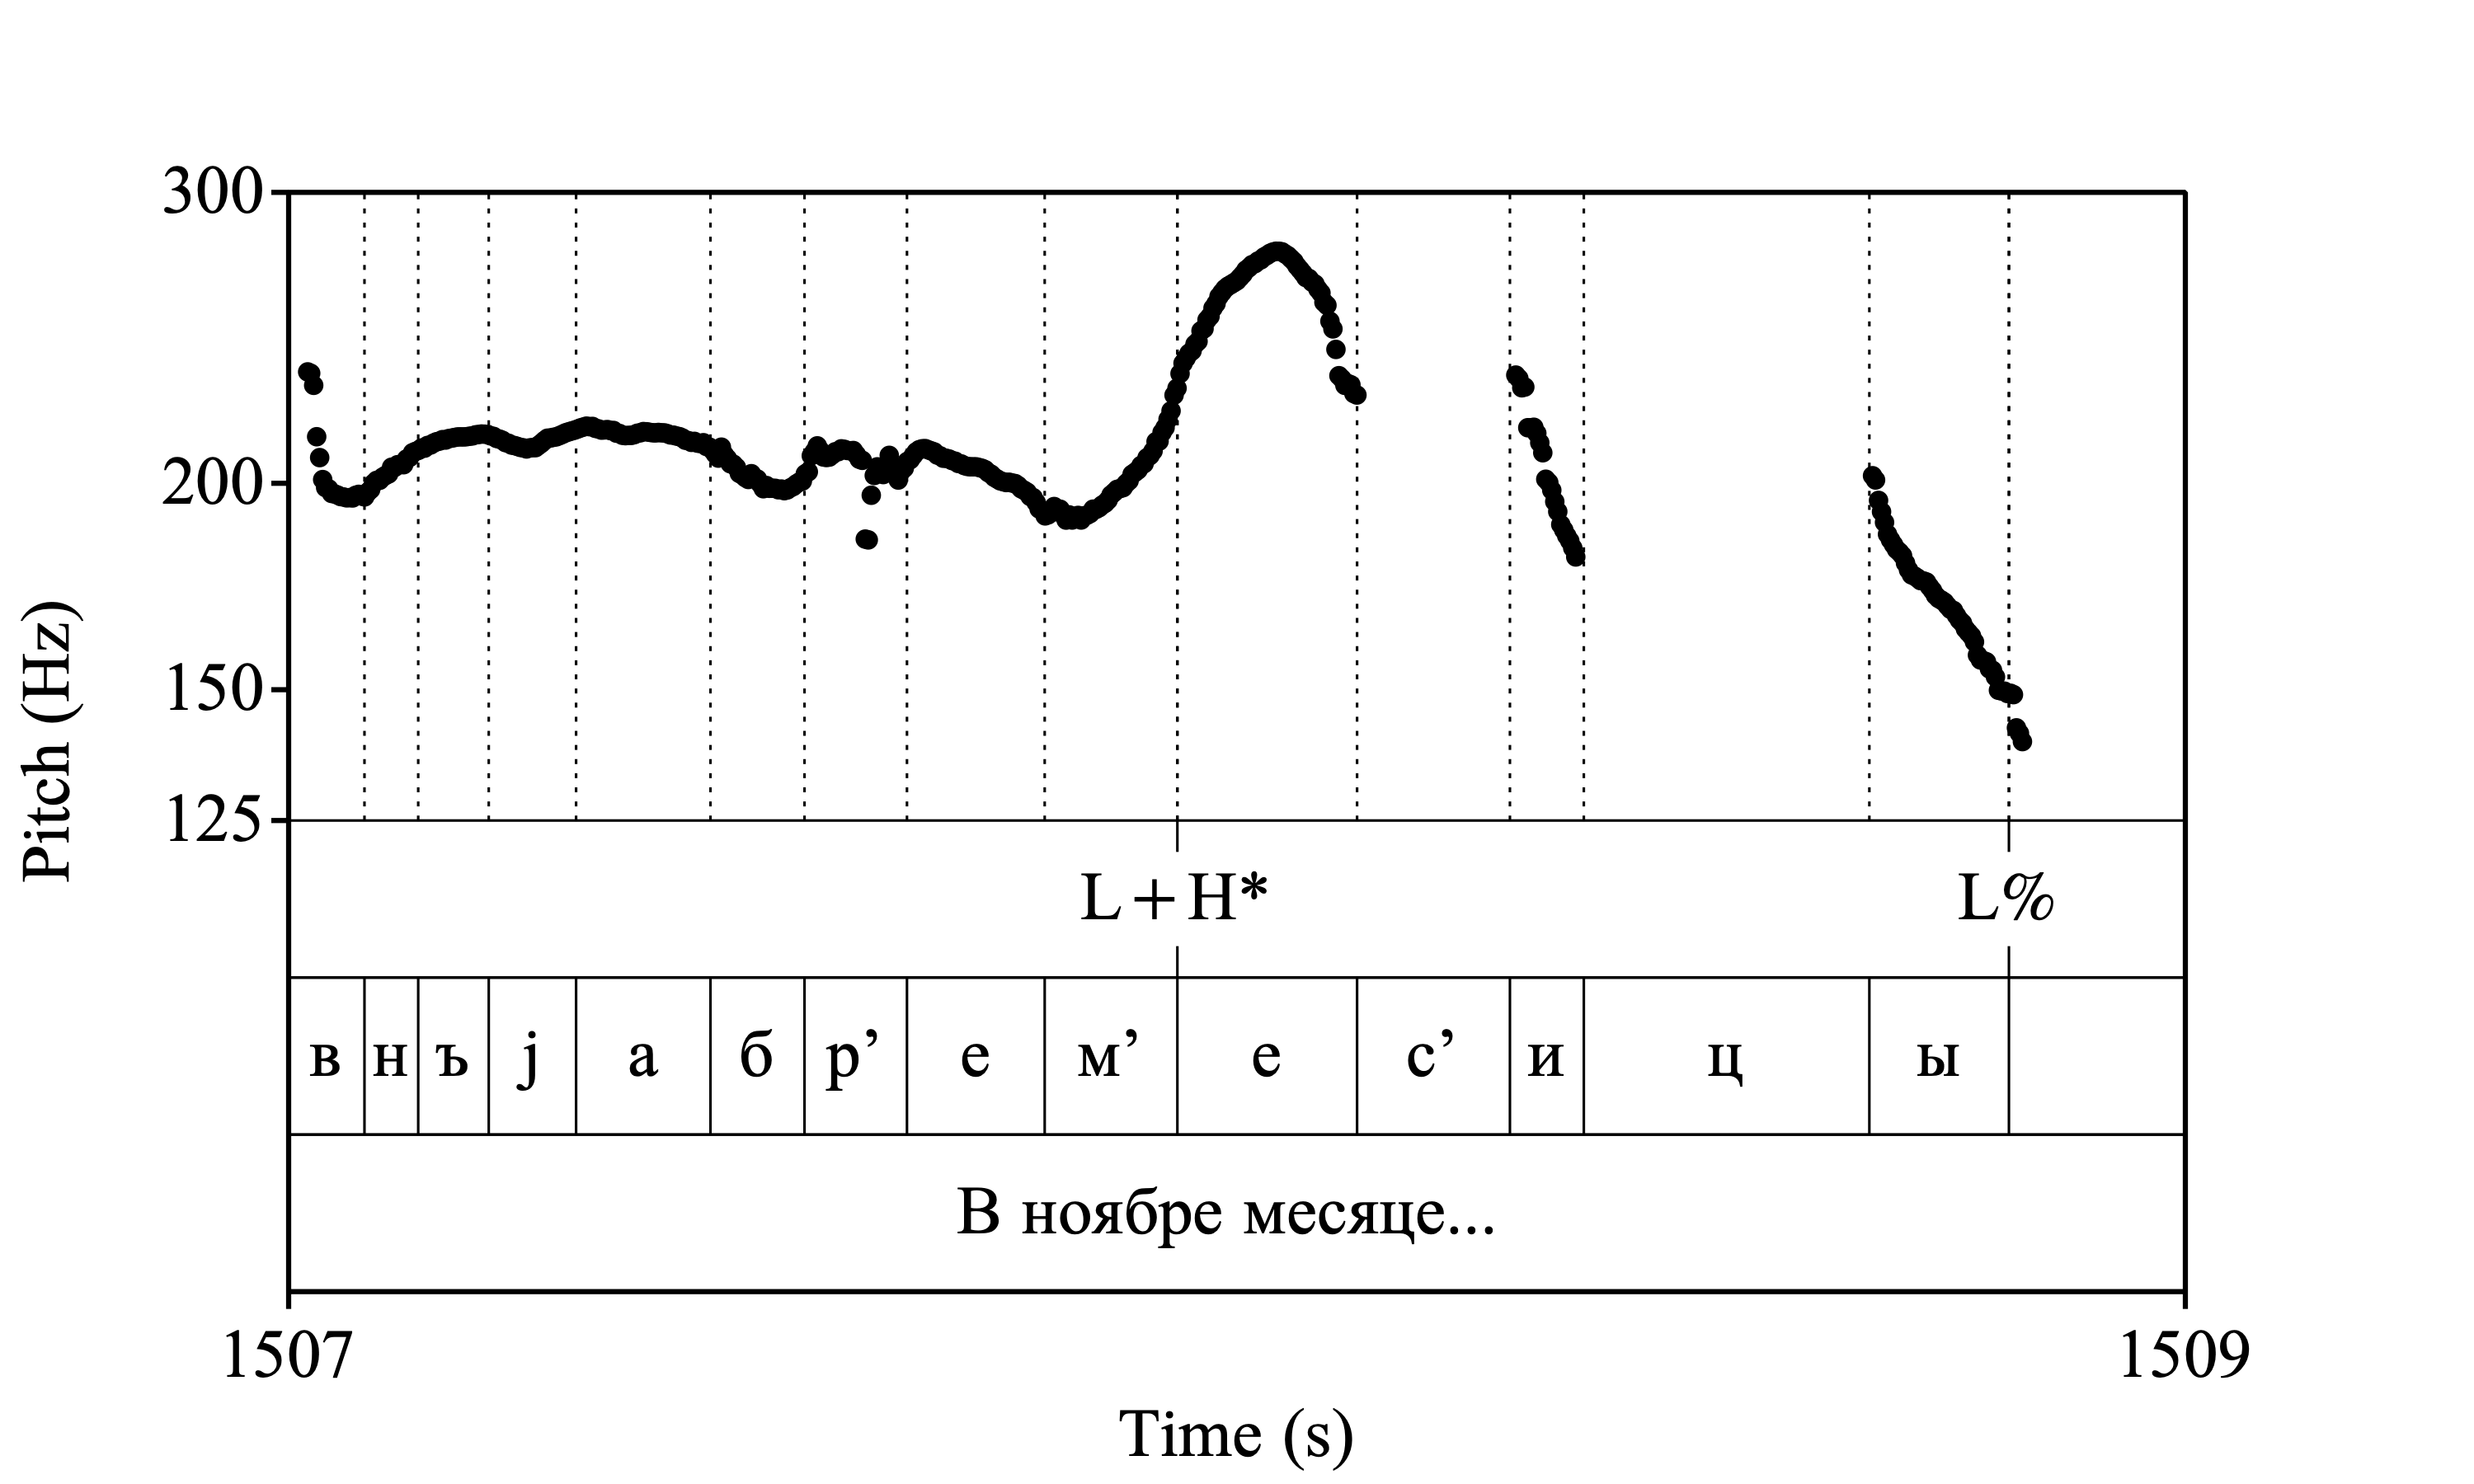 300
200
150
125
Pitch (Hz)
L+H* L%
в н ъ j а б р’ е м’ е с’ и ц ы
В ноябре месяце...
1507 1509
Time (s)